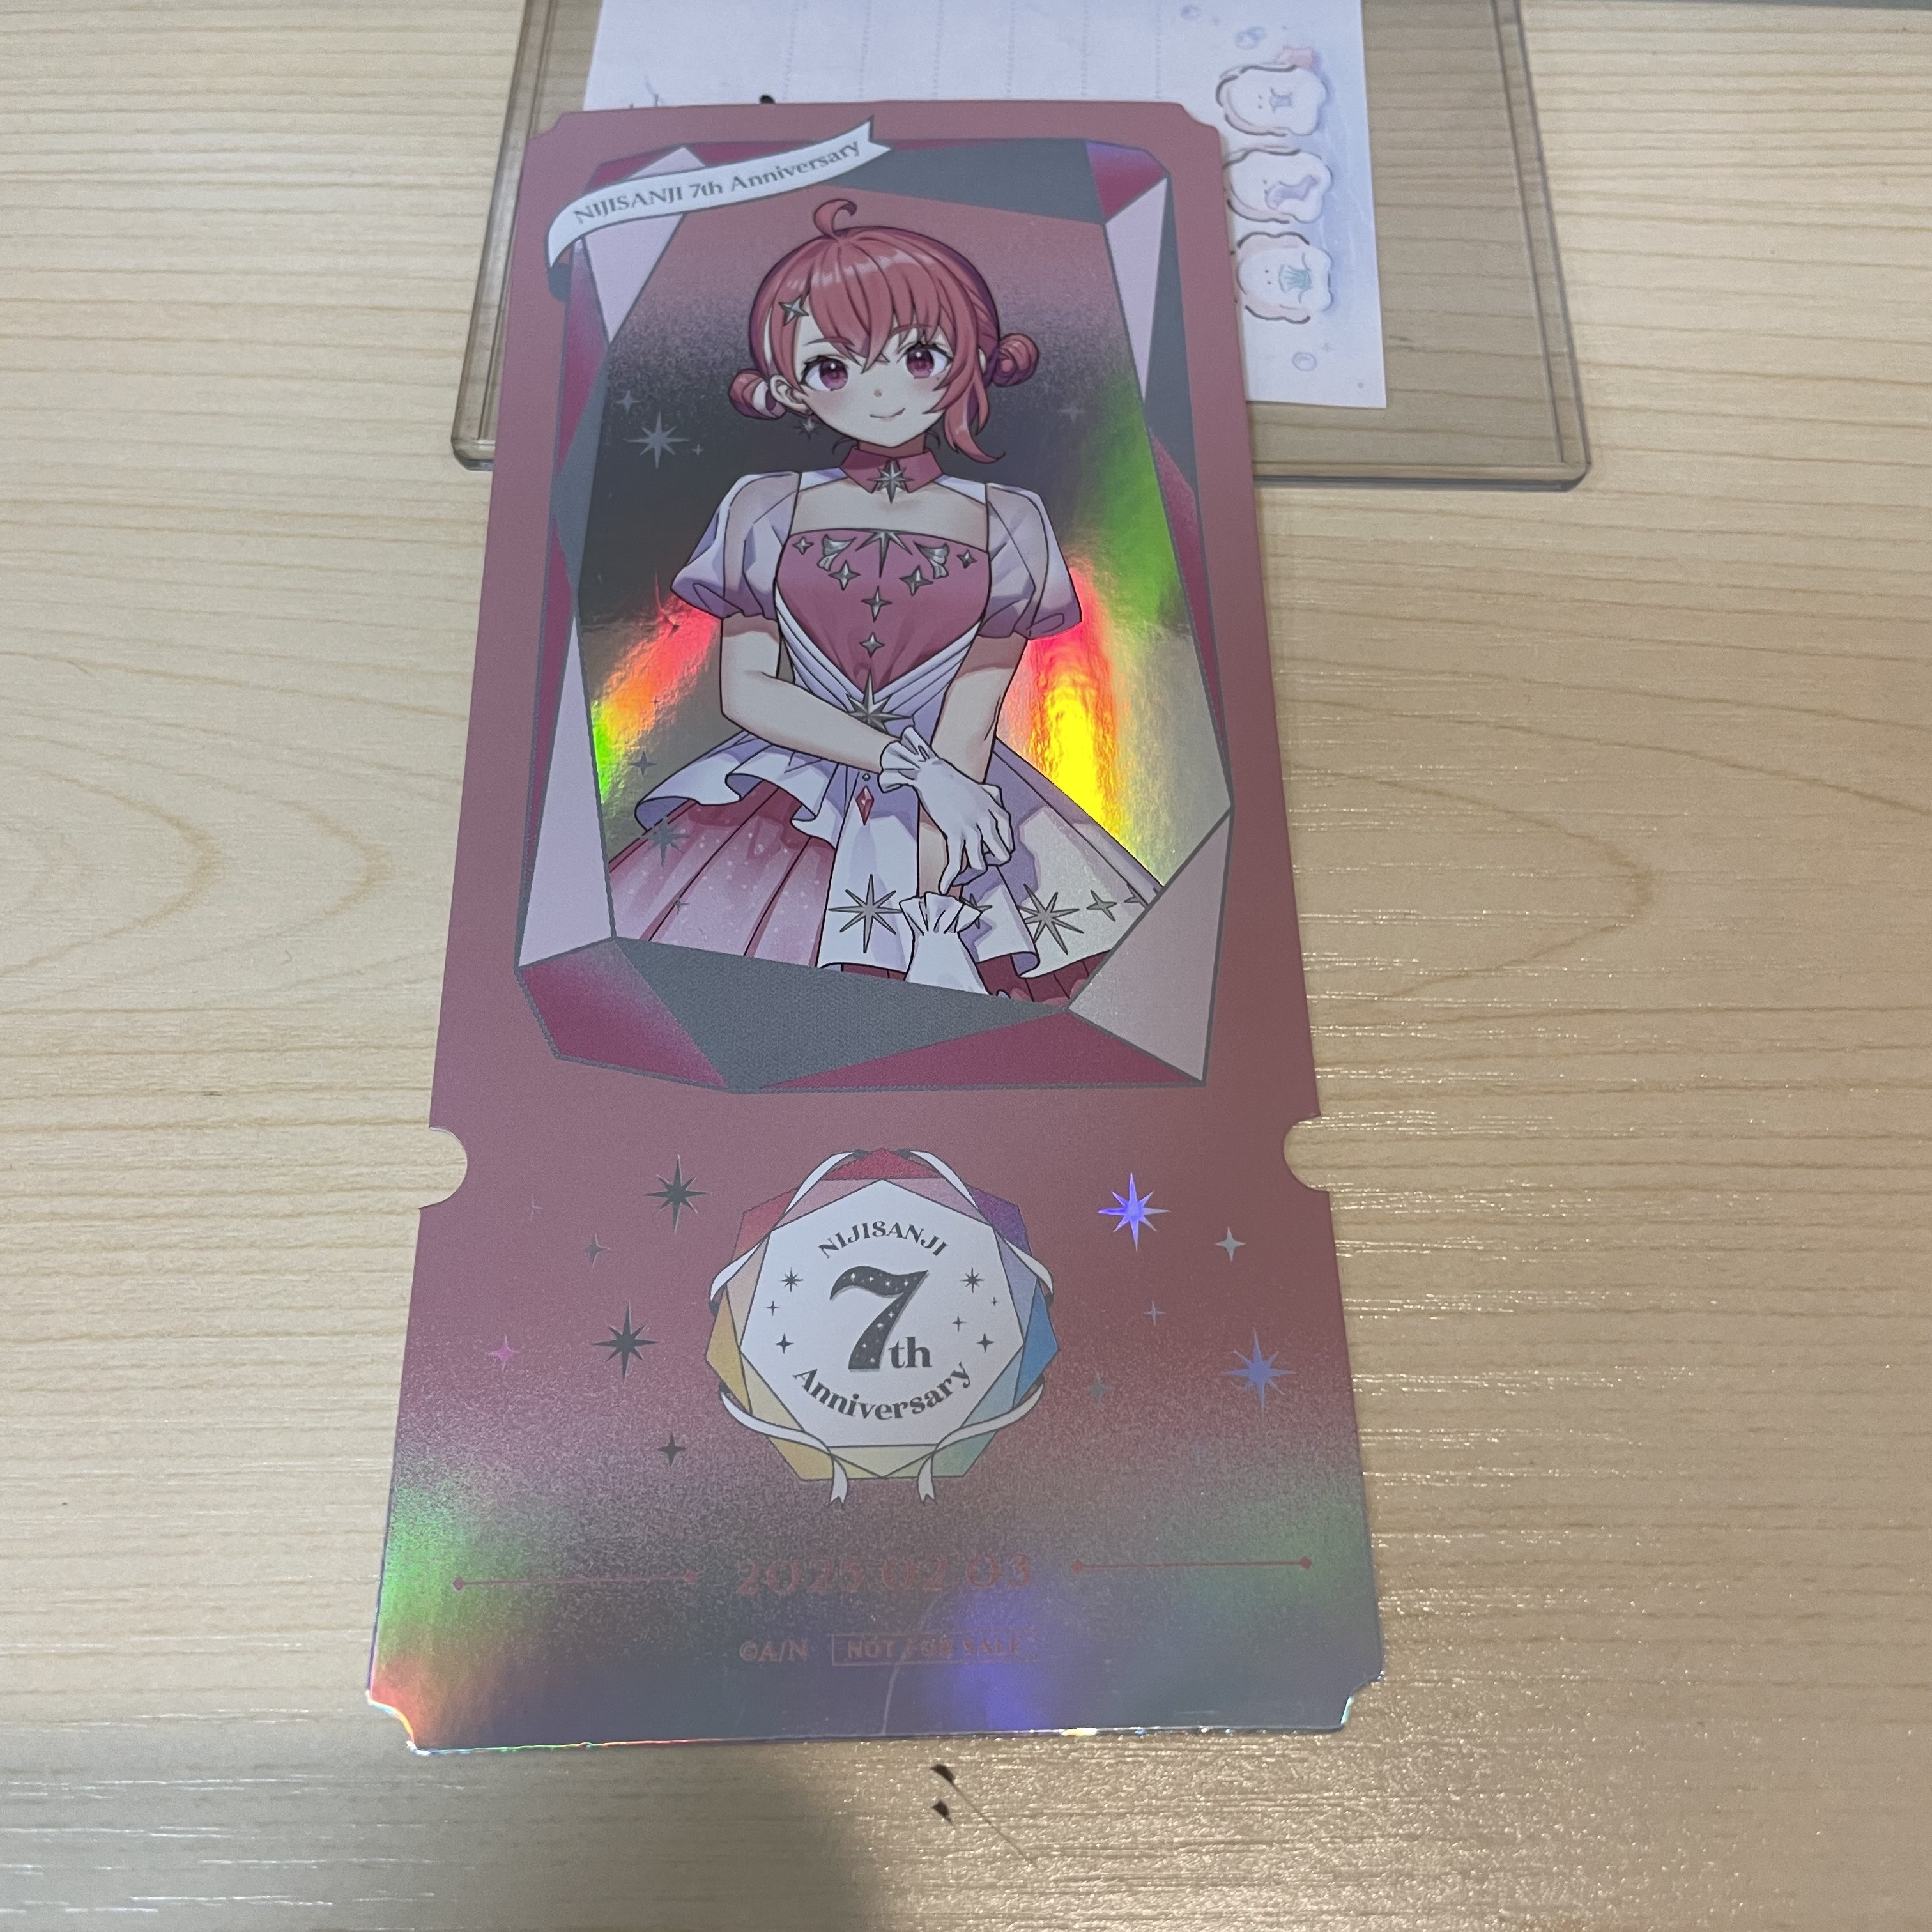 NIJISANJI 7th Anniversary
NIJISANJI
7th
Anniversary
2025.02.03
©A/N NOT FOR SALE